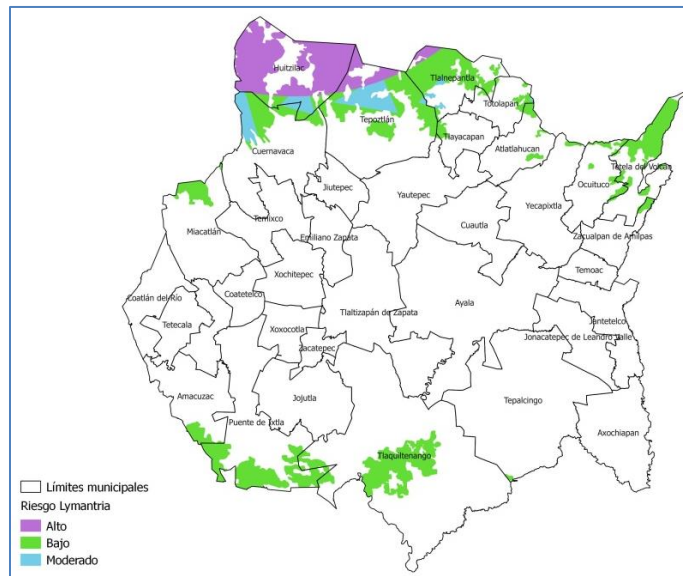 Huitzilac
Tlalnepantla
Totolapan
Tepoztlán
Tlayacapan
Cuernavaca
Atlatlahucan
Tetela del Volcán
Jiutepec
Ocuituco
Yautepec
Yecapixtla
Temixco
Cuautla
Miacatlán
Emiliano Zapata
Zacualpan de Amilpas
Xochitepec
Temoac
Coatlán del Río
Coatetelco
Ayala
Tlaltizapán de Zapata
Tetecala
Xoxocotla
Jantetelco
Jonacatepec de Leandro Valle
Zacatepec
Amacuzac
Jojutla
Tepalcingo
Puente de Ixtla
Axochiapan
Tlaquiltenango
Límites municipales
Riesgo Lymantria
Alto
Bajo
Moderado